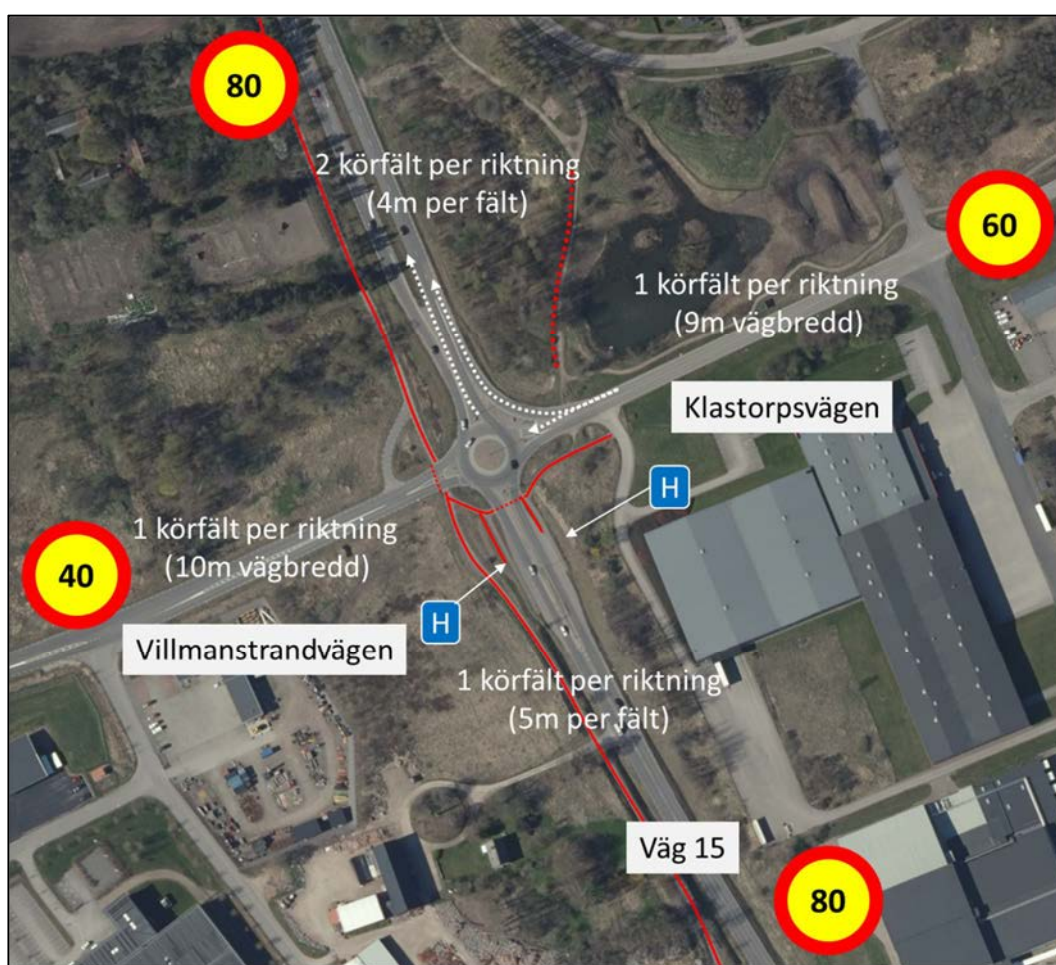 80
2 körfält per riktning
(4m per fält)
60
1 körfält per riktning
(9m vägbredd)
Klastorpsvägen
H
1 körfält per riktning
(10m vägbredd)
40
H
Villmanstrandvägen
1 körfält per riktning
(5m per fält)
Väg 15
80